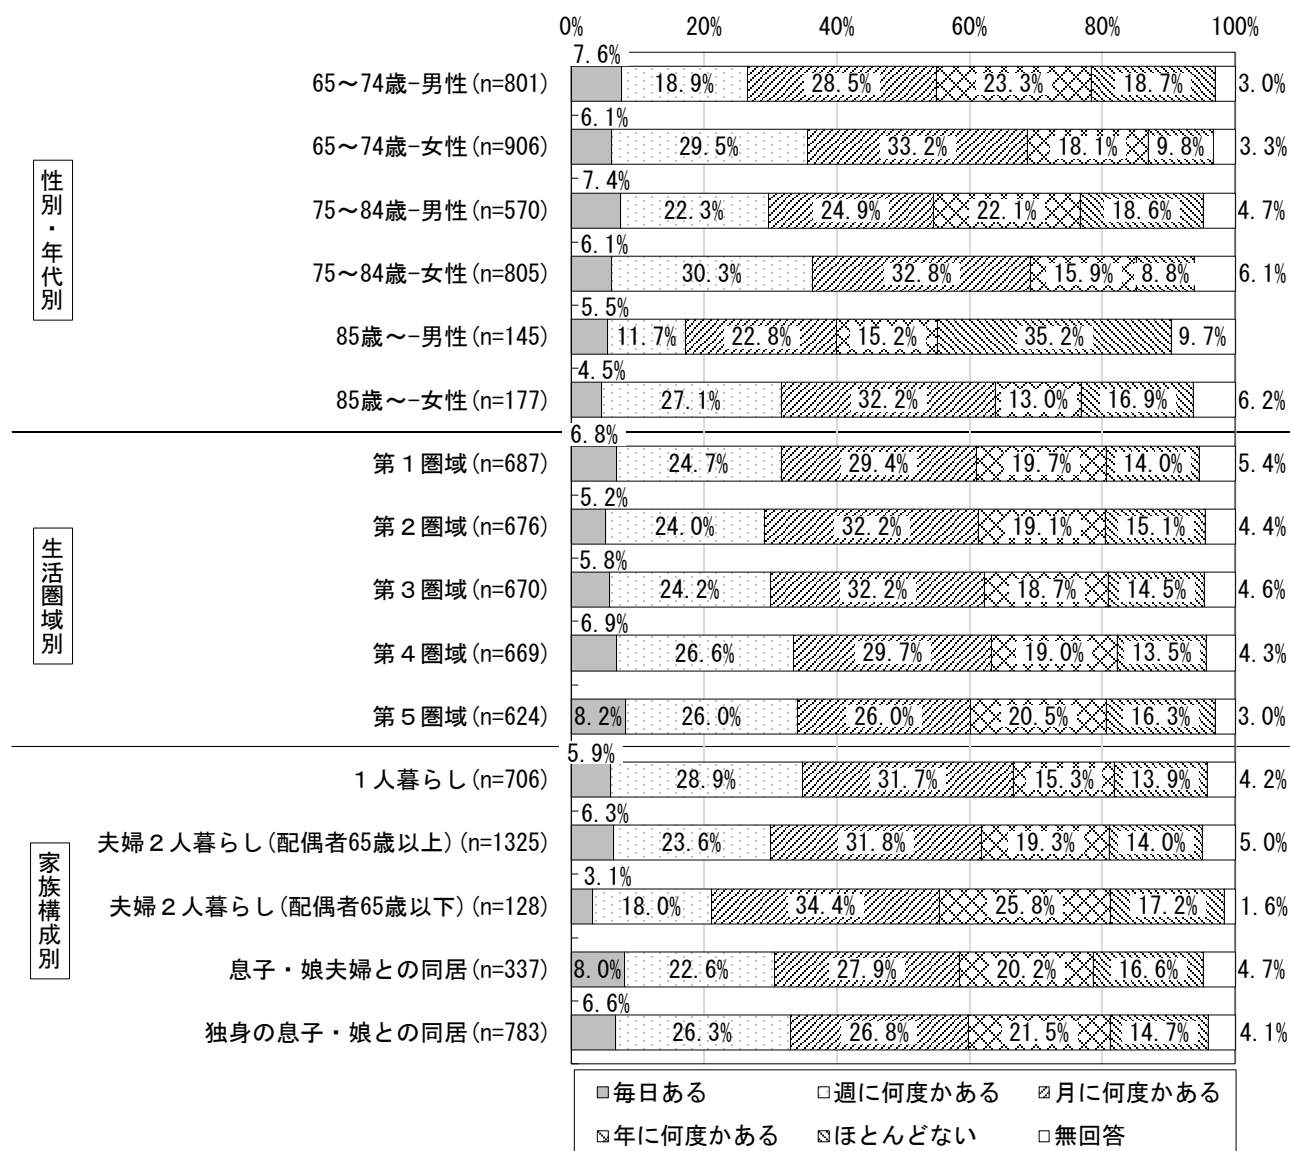 0% 20% 40% 60% 80% 100%
性別・年代別
65～74歳-男性(n=801) 7.6% 18.9% 28.5% 23.3% 18.7% 3.0%
65～74歳-女性(n=906) 6.1% 29.5% 33.2% 18.1% 9.8% 3.3%
75～84歳-男性(n=570) 7.4% 22.3% 24.9% 22.1% 18.6% 4.7%
75～84歳-女性(n=805) 6.1% 30.3% 32.8% 15.9% 8.8% 6.1%
85歳～-男性(n=145) 5.5% 11.7% 22.8% 15.2% 35.2% 9.7%
85歳～-女性(n=177) 4.5% 27.1% 32.2% 13.0% 16.9% 6.2%
生活圏域別
第１圏域(n=687) 6.8% 24.7% 29.4% 19.7% 14.0% 5.4%
第２圏域(n=676) 5.2% 24.0% 32.2% 19.1% 15.1% 4.4%
第３圏域(n=670) 5.8% 24.2% 32.2% 18.7% 14.5% 4.6%
第４圏域(n=669) 6.9% 26.6% 29.7% 19.0% 13.5% 4.3%
第５圏域(n=624) 8.2% 26.0% 26.0% 20.5% 16.3% 3.0%
家族構成別
１人暮らし(n=706) 5.9% 28.9% 31.7% 15.3% 13.9% 4.2%
夫婦２人暮らし(配偶者65歳以上)(n=1325) 6.3% 23.6% 31.8% 19.3% 14.0% 5.0%
夫婦２人暮らし(配偶者65歳以下)(n=128) 3.1% 18.0% 34.4% 25.8% 17.2% 1.6%
息子・娘夫婦との同居(n=337) 8.0% 22.6% 27.9% 20.2% 16.6% 4.7%
独身の息子・娘との同居(n=783) 6.6% 26.3% 26.8% 21.5% 14.7% 4.1%
毎日ある 週に何度かある 月に何度かある
年に何度かある ほとんどない 無回答